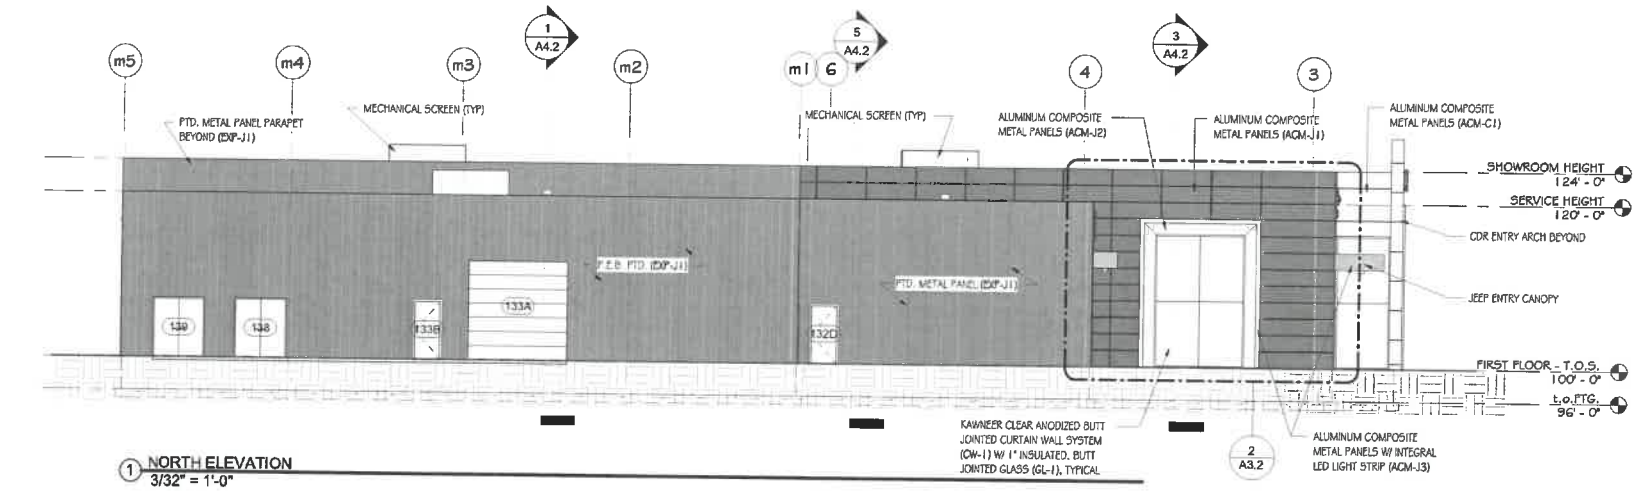 1
A4.2
5
A4.2
3
A4.2
m5
m4
m3
m2
m1
6
4
3
MECHANICAL SCREEN (TYP)
PTD. METAL PANEL PARAPET
BEYOND (EXP-J1)
MECHANICAL SCREEN (TYP)
ALUMINUM COMPOSITE
METAL PANELS (ACM-J2)
ALUMINUM COMPOSITE
METAL PANELS (ACM-J1)
ALUMINUM COMPOSITE
METAL PANELS (ACM-C1)
SHOWROOM HEIGHT
124' - 0"
SERVICE HEIGHT
120' - 0"
CDR ENTRY ARCH BEYOND
P.E.B. PTD. (EXP-J1)
PTD. METAL PANEL (EXP-J1)
JEEP ENTRY CANOPY
139
138
133B
133A
132D
FIRST FLOOR - T.O.S.
100' - 0"
t.o.FTG.
96' - 0"
KAWNEER CLEAR ANODIZED BUTT
JOINTED CURTAIN WALL SYSTEM
(CW-1) W/ 1" INSULATED, BUTT
JOINTED GLASS (GL-1), TYPICAL
2
A3.2
ALUMINUM COMPOSITE
METAL PANELS W/ INTEGRAL
LED LIGHT STRIP (ACM-J3)
1
NORTH ELEVATION
3/32" = 1'-0"